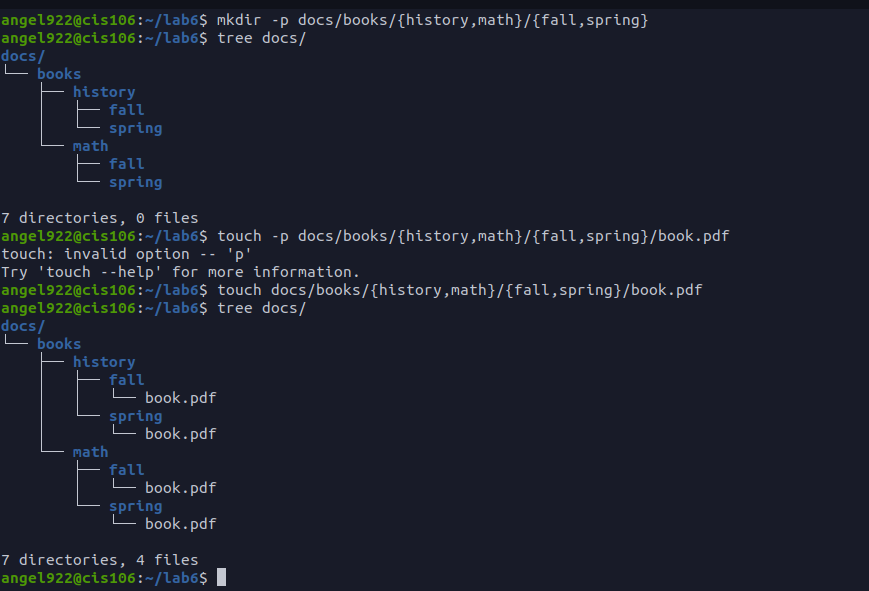 angel922@cis106:~/lab6$ mkdir -p docs/books/{history,math}/{fall,spring}
angel922@cis106:~/lab6$ tree docs/
docs/
└── books
    ├── history
    │   ├── fall
    │   └── spring
    └── math
        ├── fall
        └── spring

7 directories, 0 files
angel922@cis106:~/lab6$ touch -p docs/books/{history,math}/{fall,spring}/book.pdf
touch: invalid option -- 'p'
Try 'touch --help' for more information.
angel922@cis106:~/lab6$ touch docs/books/{history,math}/{fall,spring}/book.pdf
angel922@cis106:~/lab6$ tree docs/
docs/
└── books
    ├── history
    │   ├── fall
    │   │   └── book.pdf
    │   └── spring
    │       └── book.pdf
    └── math
        ├── fall
        │   └── book.pdf
        └── spring
            └── book.pdf

7 directories, 4 files
angel922@cis106:~/lab6$